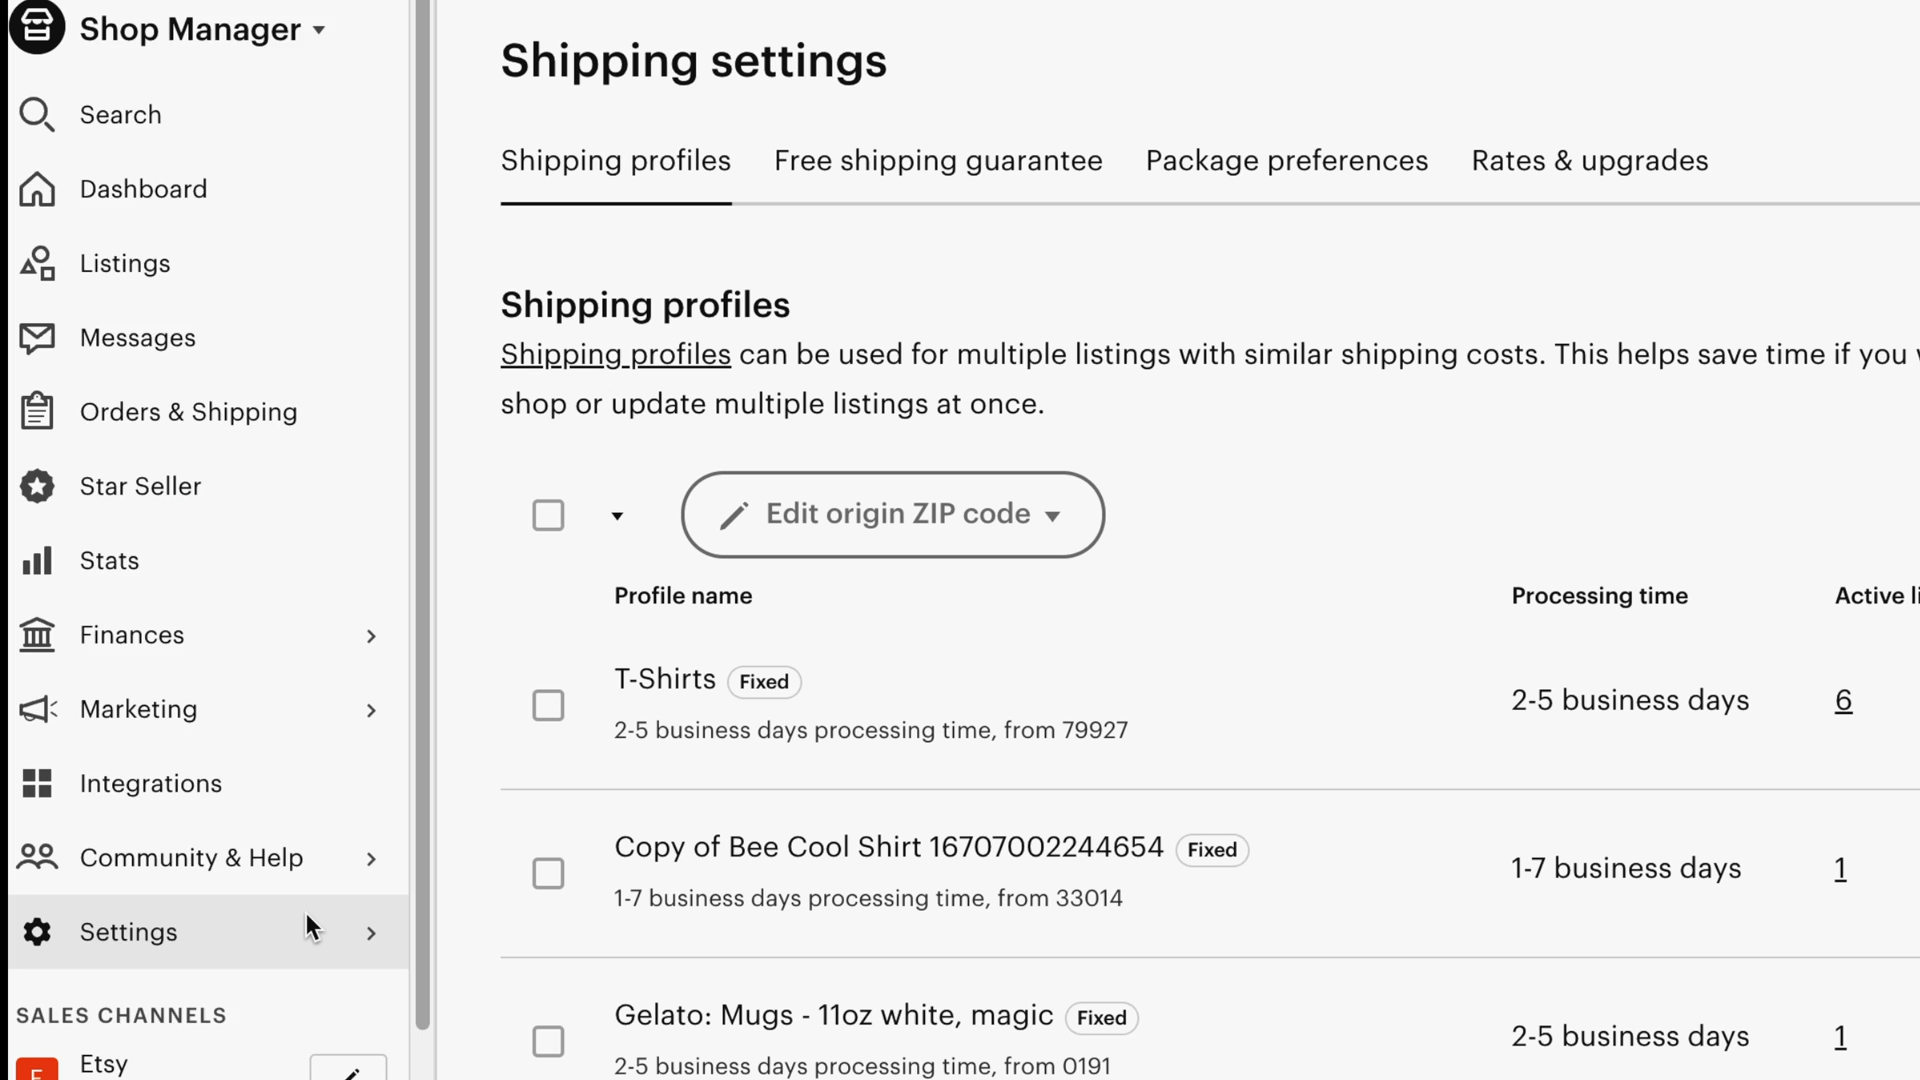 Shop Manager
Search
Dashboard
Listings
Messages
Orders & Shipping
Star Seller
Stats
Finances
Marketing
Integrations
Community & Help
Settings
SALES CHANNELS
E
Etsy
Shipping settings
Shipping profiles Free shipping guarantee Package preferences Rates & upgrades
Shipping profiles
Shipping profiles can be used for multiple listings with similar shipping costs. This helps save time if you
shop or update multiple listings at once.
Edit origin ZIP code
Profile name Processing time Active li
T-Shirts Fixed
2-5 business days processing time, from 79927
2-5 business days 6
Copy of Bee Cool Shirt 16707002244654 Fixed
1-7 business days processing time, from 33014
1-7 business days 1
Gelato: Mugs - 11oz white, magic Fixed
2-5 business days processing time, from 0191
2-5 business days 1